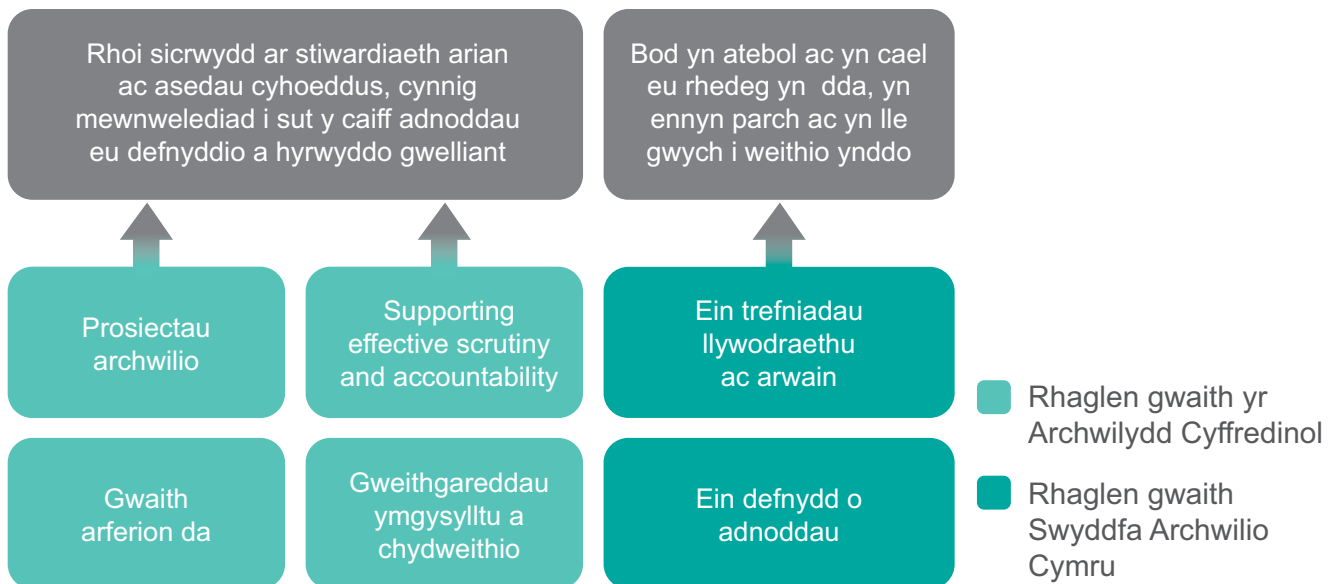 Rhoi sicrwydd ar stiwardiaeth arian
ac asedau cyhoeddus, cynnig
mewnwelediad i sut y caiff adnoddau
eu defnyddio a hyrwyddo gwelliant
Bod yn atebol ac yn cael
eu rhedeg yn dda, yn
ennyn parch ac yn lle
gwych i weithio ynddo
Prosiectau
archwilio
Supporting
effective scrutiny
and accountability
Ein trefniadau
llywodraethu
ac arwain
Gwaith
arferion da
Gweithgareddau
ymgysylltu a
chydweithio
Ein defnydd o
adnoddau
Rhaglen gwaith yr
Archwilydd Cyffredinol
Rhaglen gwaith
Swyddfa Archwilio
Cymru